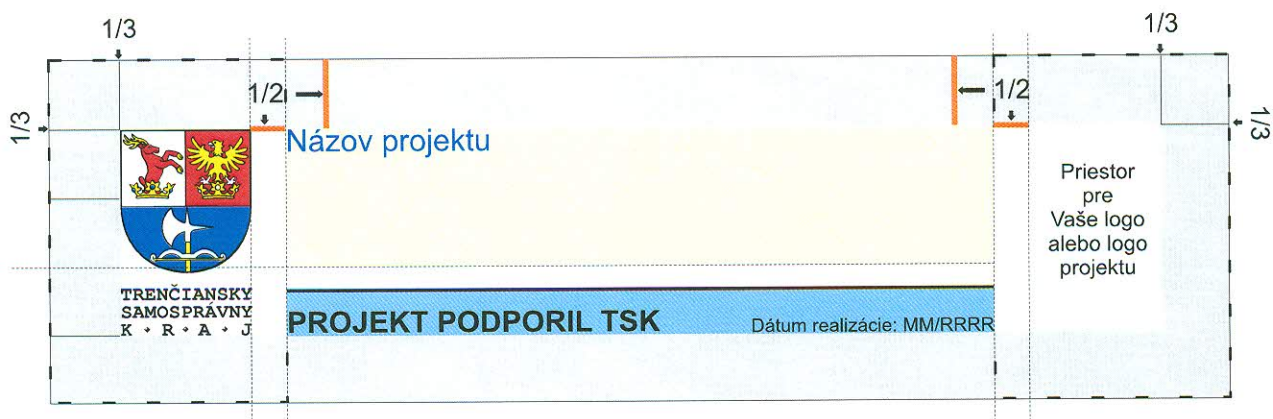 1/3
1/3
1/2
1/2
1/3
1/3
Názov projektu
Priestor
pre
Vaše logo
alebo logo
projektu
TRENČIANSKY
SAMOSPRÁVNY
K · R · A · J
PROJEKT PODPORIL TSK
Dátum realizácie: MM/RRRR